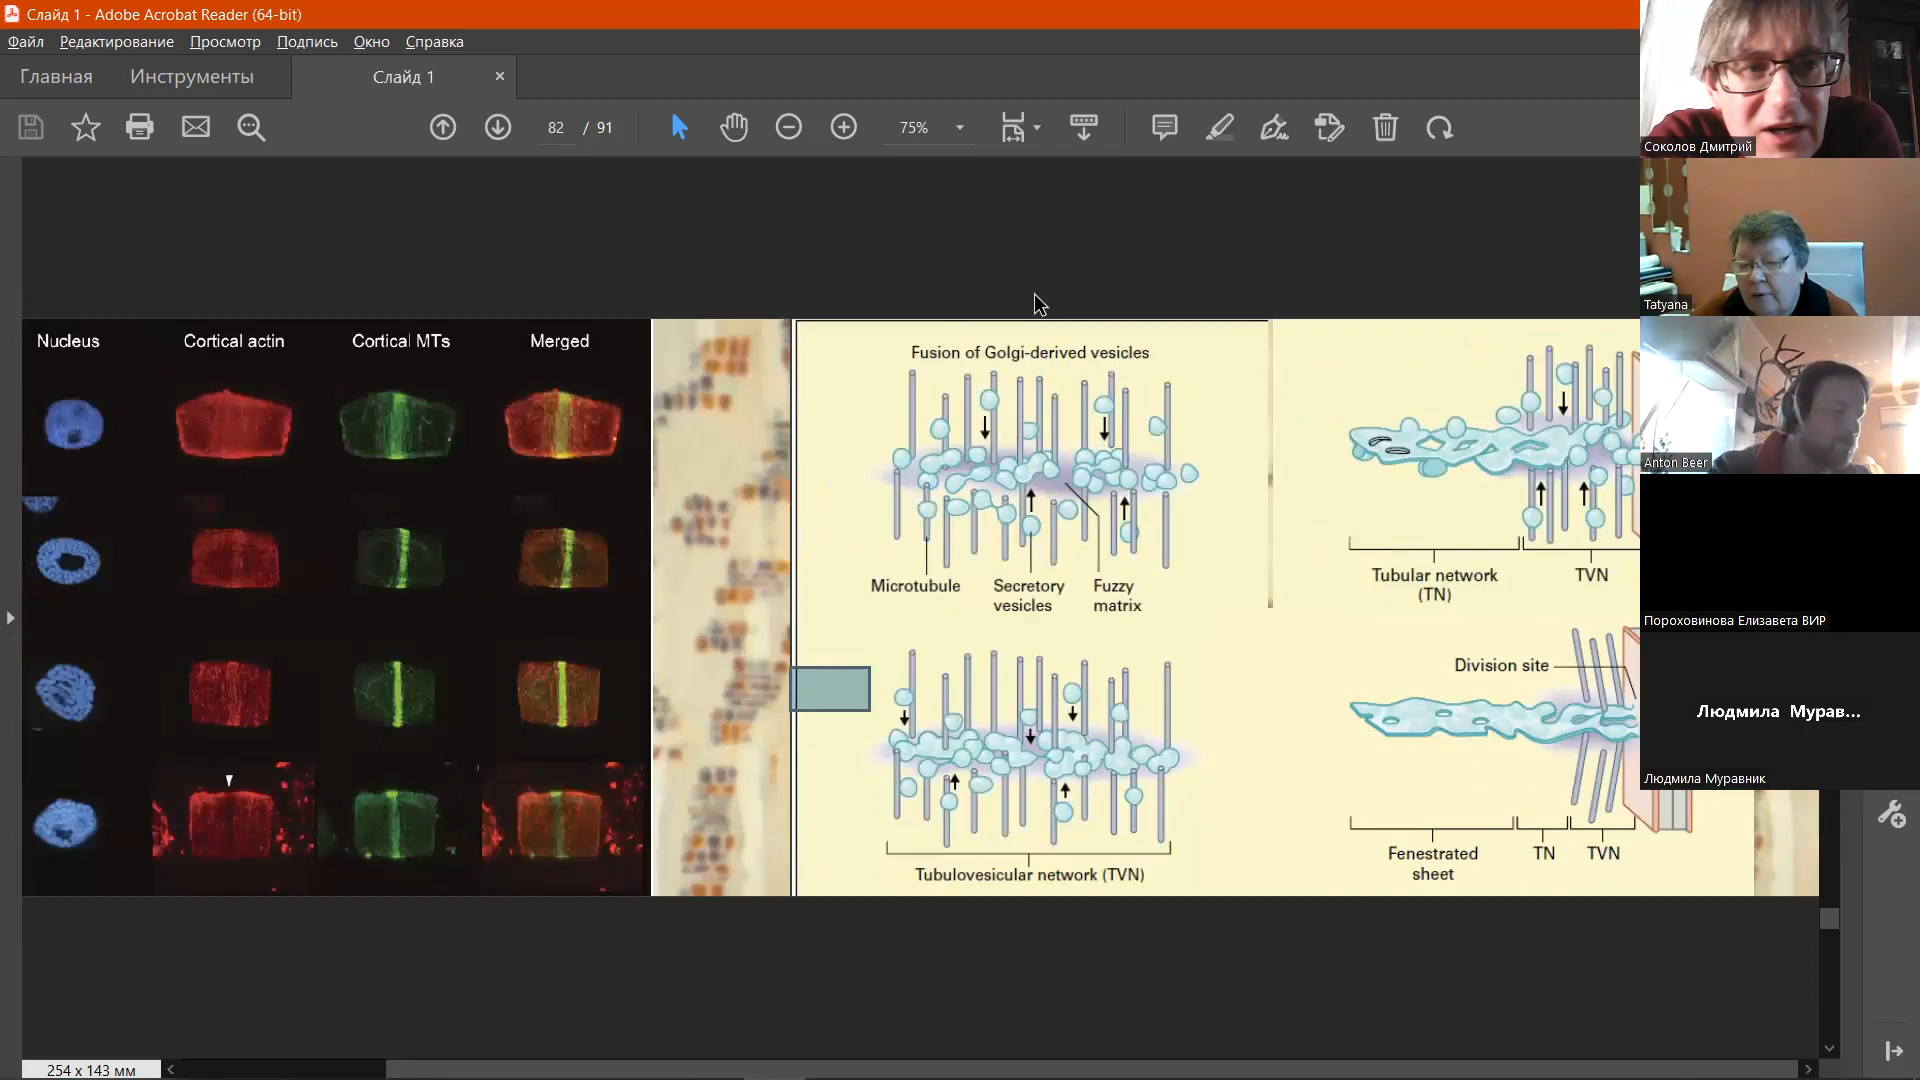 Слайд 1 - Adobe Acrobat Reader (64-bit)
Файл Редактирование Просмотр Подпись Окно Справка
Главная Инструменты Слайд 1 ×
82 / 91 75%
Соколов Дмитрий
Tatyana
Anton Beer
Пороховинова Елизавета ВИР
Людмила Мурав...
Людмила Муравник
Nucleus Cortical actin Cortical MTs Merged
Fusion of Golgi-derived vesicles
Microtubule Secretory vesicles Fuzzy matrix
Tubulovesicular network (TVN)
Tubular network (TN) TVN
Division site
Fenestrated sheet TN TVN
254 x 143 мм